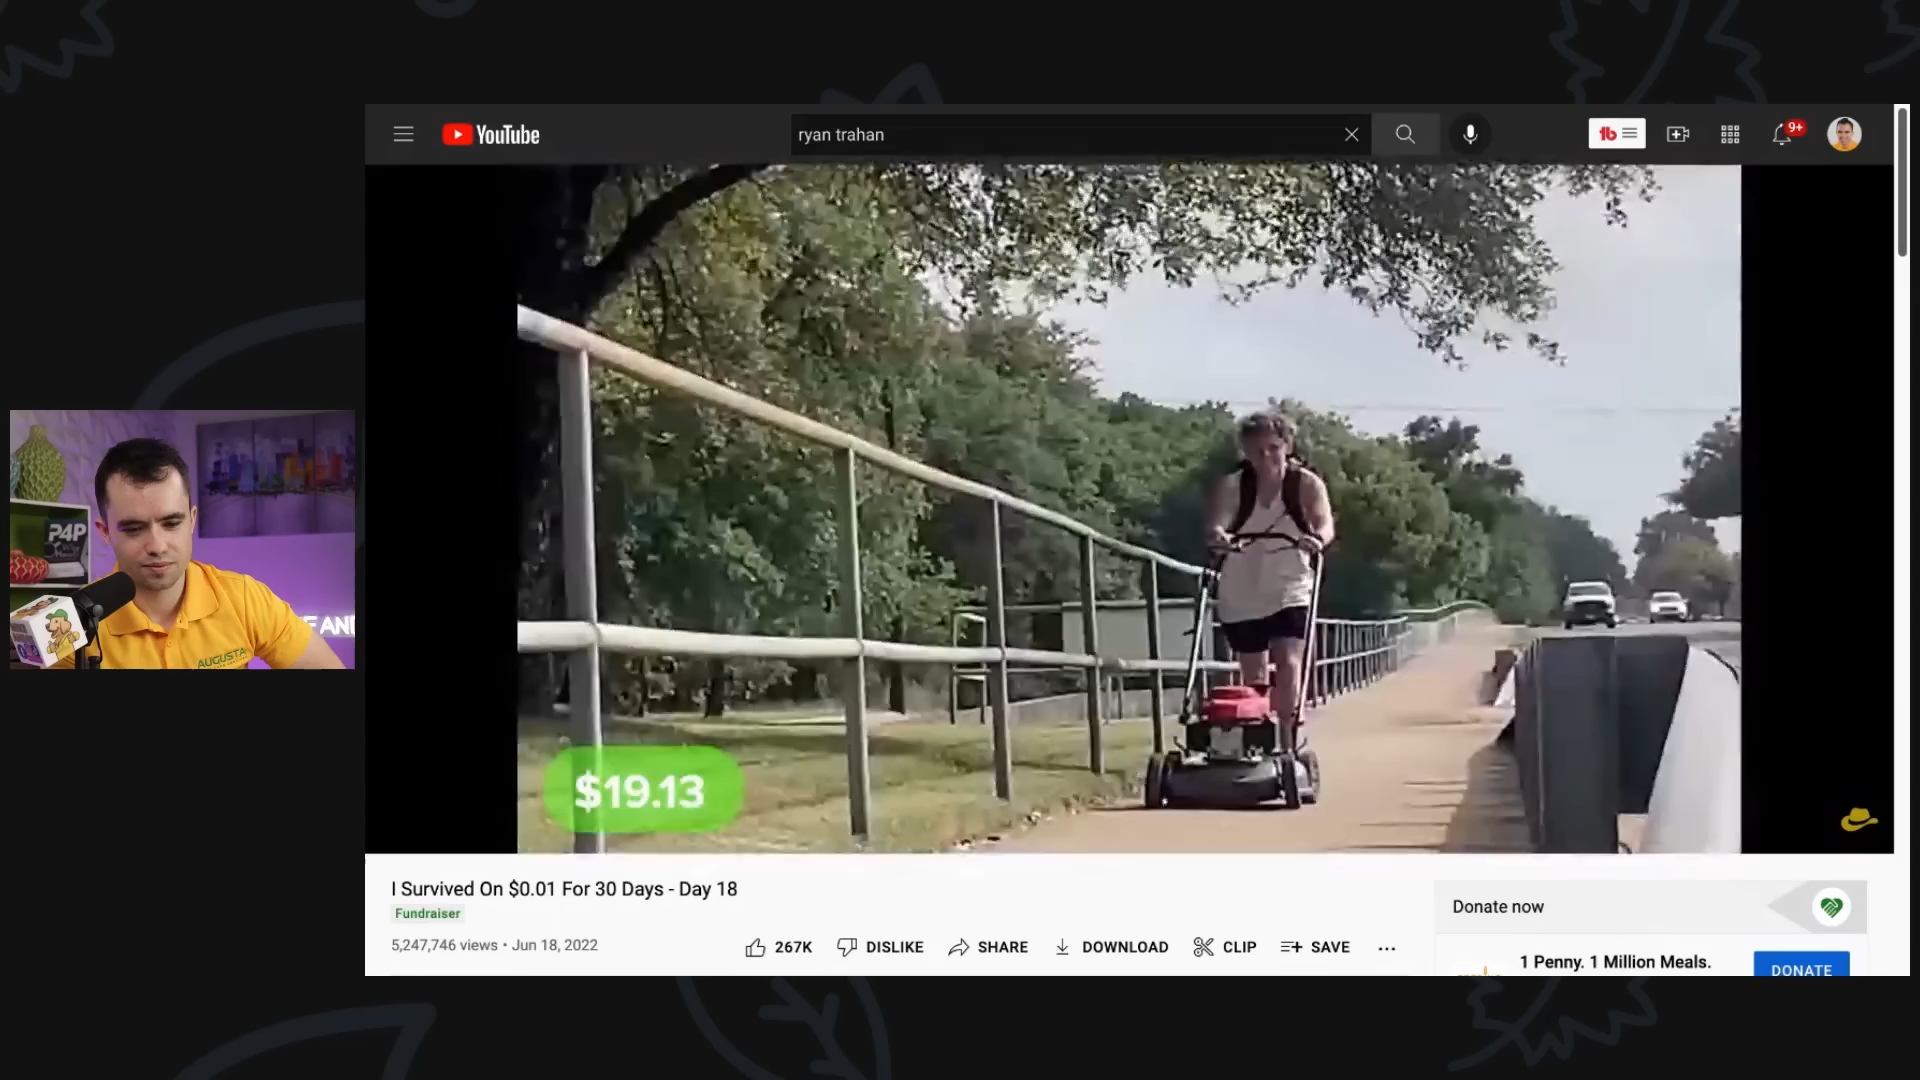 YouTube
ryan trahan
9+
P4P
AUGUSTA
$19.13
I Survived On $0.01 For 30 Days - Day 18
Fundraiser
5,247,746 views • Jun 18, 2022
267K
DISLIKE
SHARE
DOWNLOAD
CLIP
SAVE
Donate now
1 Penny. 1 Million Meals.
DONATE